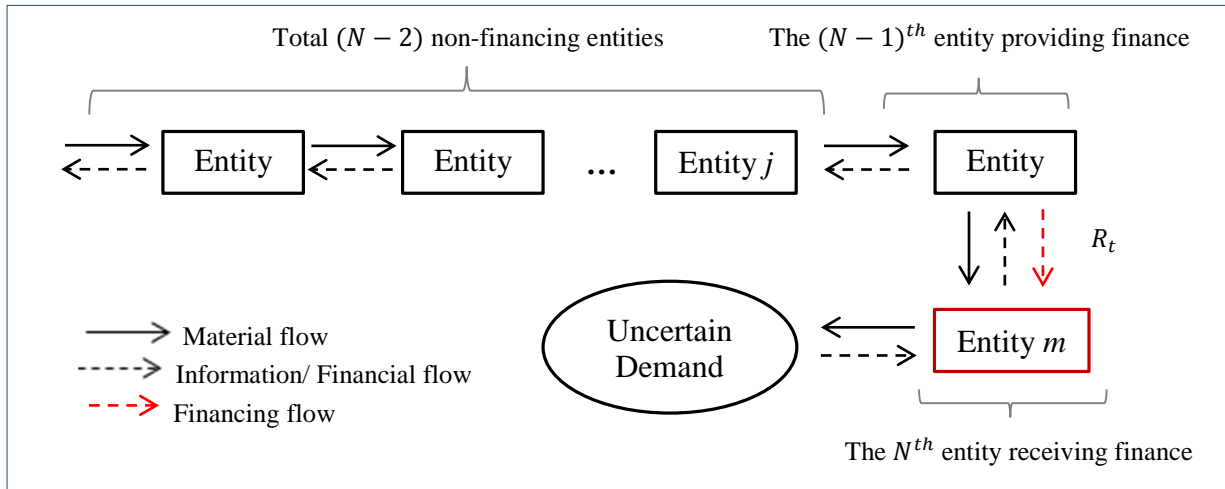 Total (N − 2) non-financing entities
The (N − 1)^th entity providing finance
Entity
Entity
...
Entity j
Entity
R_t
Uncertain
Demand
Entity m
Material flow
Information/ Financial flow
Financing flow
The N^th entity receiving finance